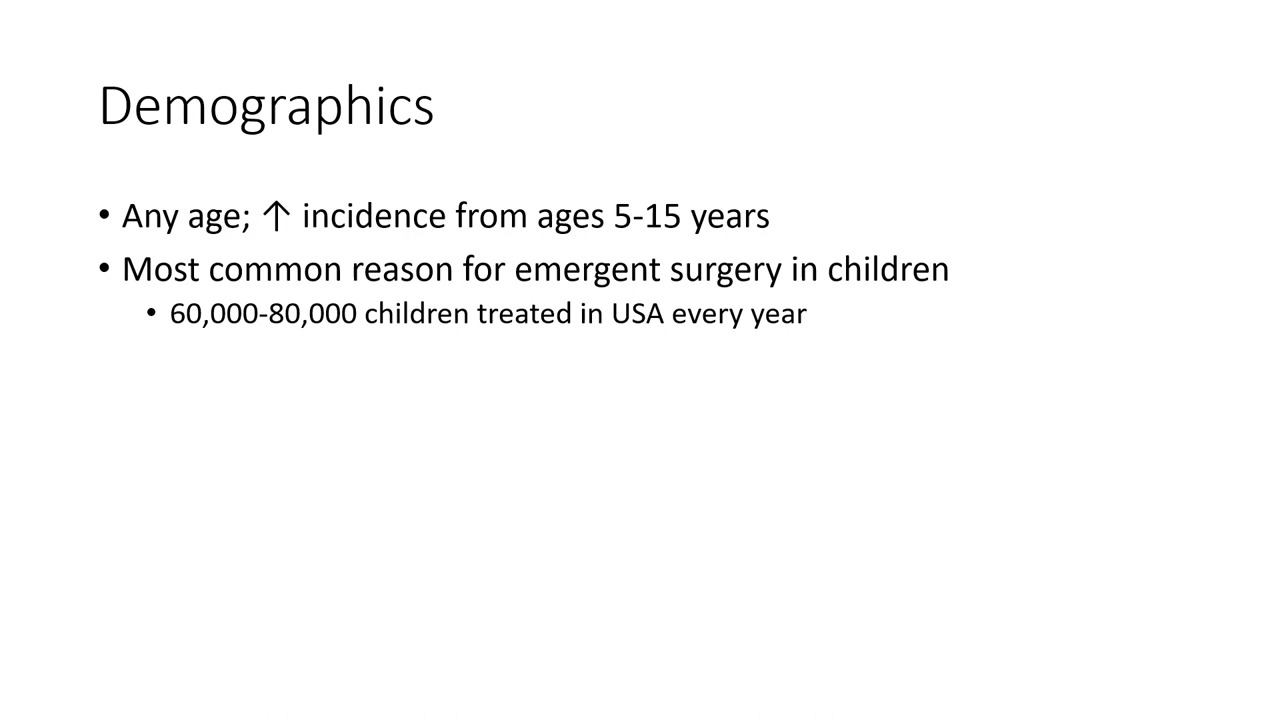 Demographics
• Any age; ↑ incidence from ages 5-15 years
• Most common reason for emergent surgery in children
• 60,000-80,000 children treated in USA every year